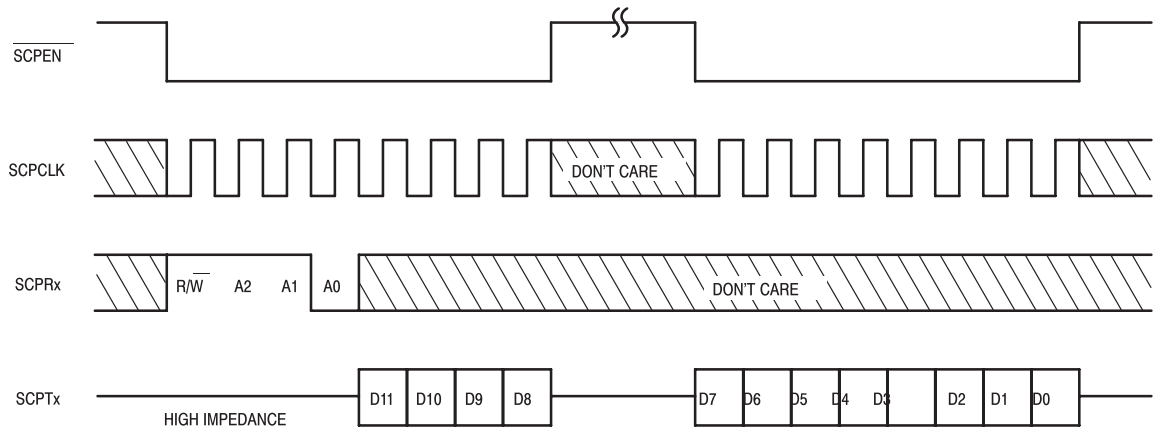 SCPEN
SCPCLK
DON'T CARE
SCPRx
R/W A2 A1 A0
DON'T CARE
SCPTx
HIGH IMPEDANCE
D11 D10 D9 D8
D7 D6 D5 D4 D3 D2 D1 D0